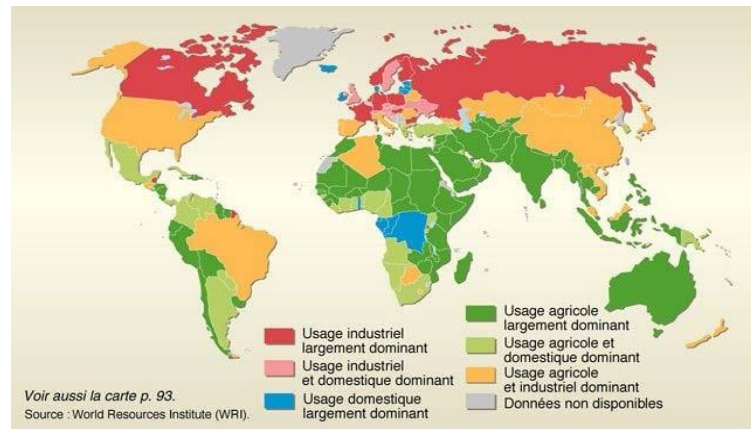 Usage industriel
largement dominant
Usage industriel
et domestique dominant
Usage domestique
largement dominant
Usage agricole
largement dominant
Usage agricole et
domestique dominant
Usage agricole
et industriel dominant
Données non disponibles
Voir aussi la carte p. 93.
Source : World Resources Institute (WRI).